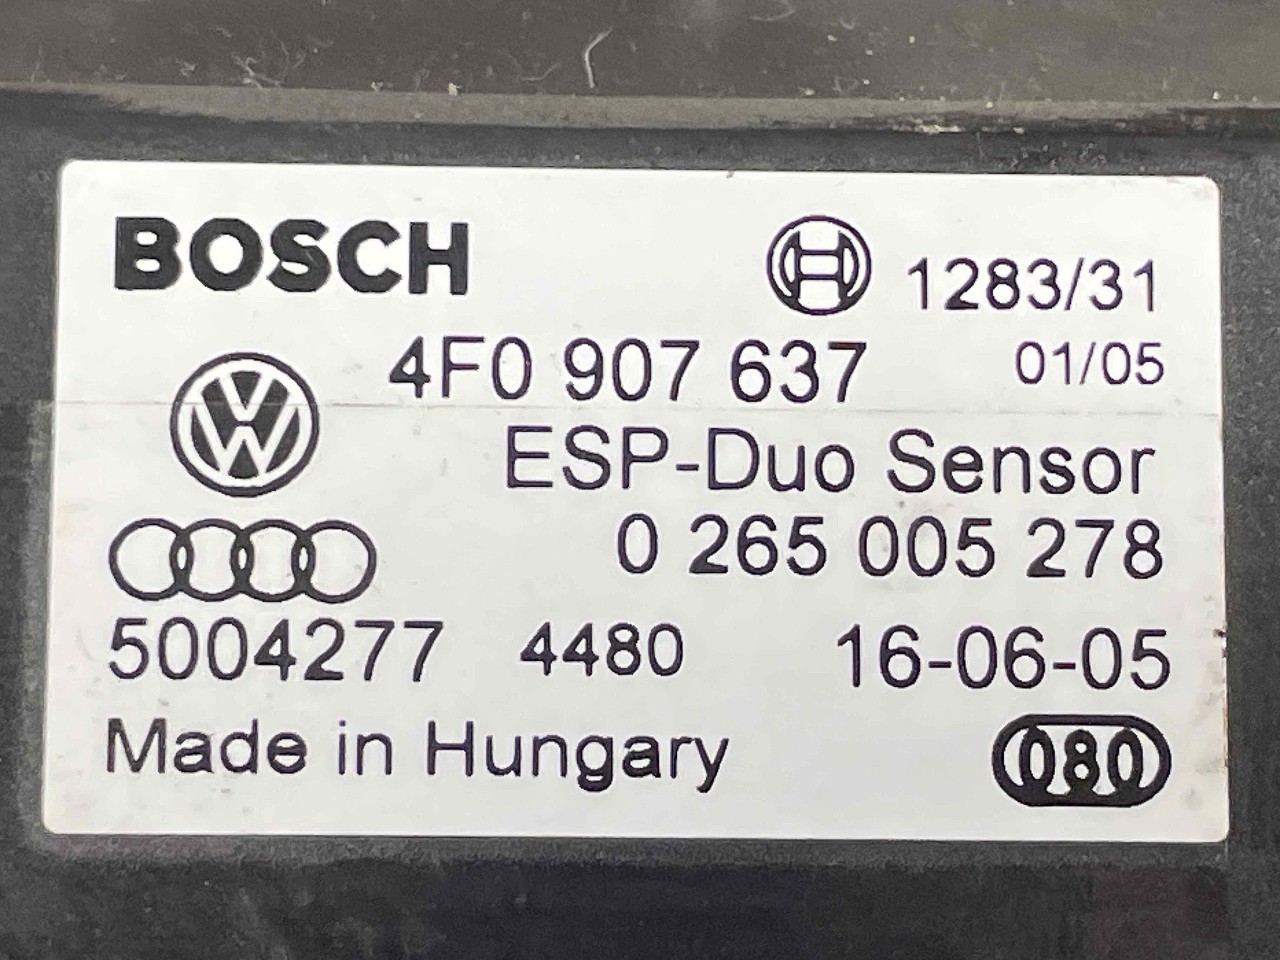 BOSCH
1283/31
4F0 907 637
01/05
ESP-Duo Sensor
0 265 005 278
5004277 4480 16-06-05
Made in Hungary
080